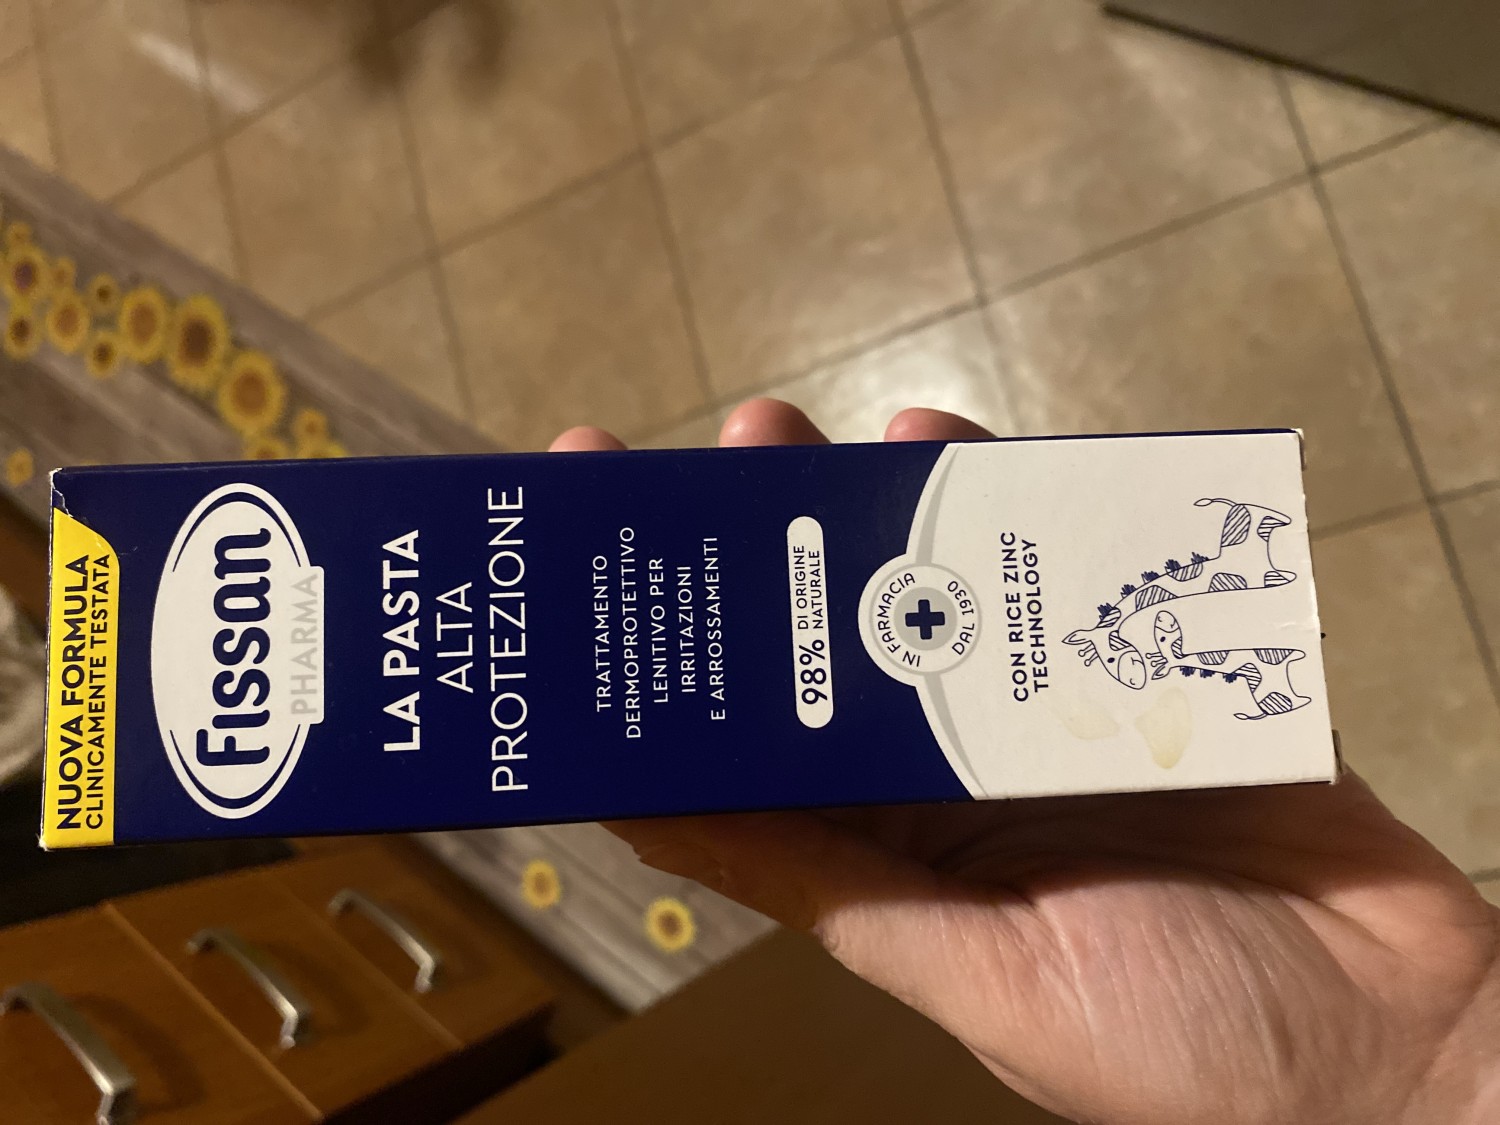 NUOVA FORMULA
CLINICAMENTE TESTATA
Fissan
PHARMA
LA PASTA
ALTA
PROTEZIONE
TRATTAMENTO
DERMOPROTETTIVO
LENITIVO PER
IRRITAZIONI
E ARROSSAMENTI
98% DI ORIGINE
NATURALE
IN FARMACIA
DAL 1930
CON RICE ZINC
TECHNOLOGY